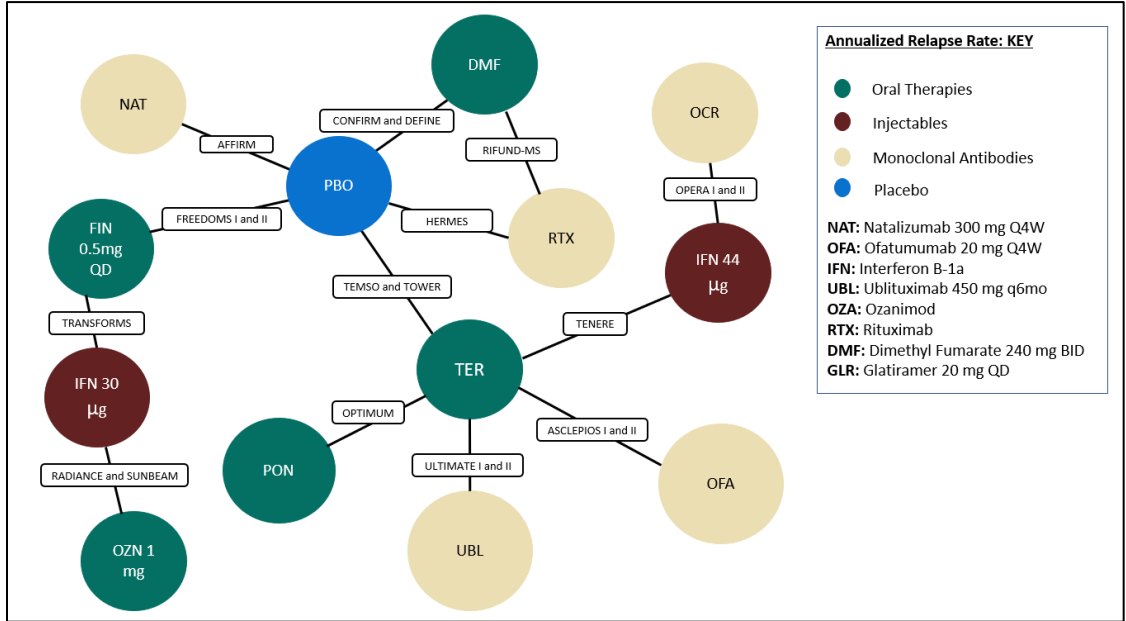 NAT
AFFIRM
CONFIRM and DEFINE
DMF
RIFUND-MS
PBO
HERMES
RTX
FREEDOMS I and II
FIN
0.5mg
QD
TRANSFORMS
IFN 30
µg
RADIANCE and SUNBEAM
OZN 1
mg
TEMSO and TOWER
TER
OPTIMUM
PON
ULTIMATE I and II
UBL
ASCLEPIOS I and II
OFA
TENERE
IFN 44
µg
OPERA I and II
OCR
Annualized Relapse Rate: KEY
Oral Therapies
Injectables
Monoclonal Antibodies
Placebo
NAT: Natalizumab 300 mg Q4W
OFA: Ofatumumab 20 mg Q4W
IFN: Interferon B-1a
UBL: Ublituximab 450 mg q6mo
OZA: Ozanimod
RTX: Rituximab
DMF: Dimethyl Fumarate 240 mg BID
GLR: Glatiramer 20 mg QD